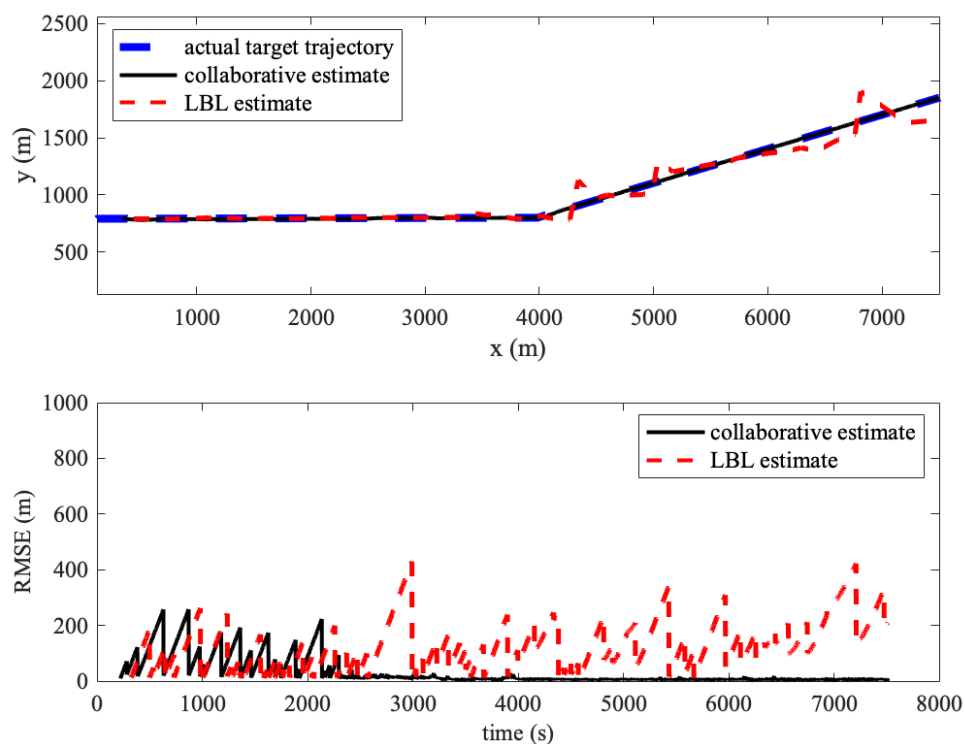 2500
2000
1500
1000
500
y (m)
actual target trajectory
collaborative estimate
LBL estimate
1000 2000 3000 4000 5000 6000 7000
x (m)
1000
800
600
400
200
0
RMSE (m)
collaborative estimate
LBL estimate
0 1000 2000 3000 4000 5000 6000 7000 8000
time (s)